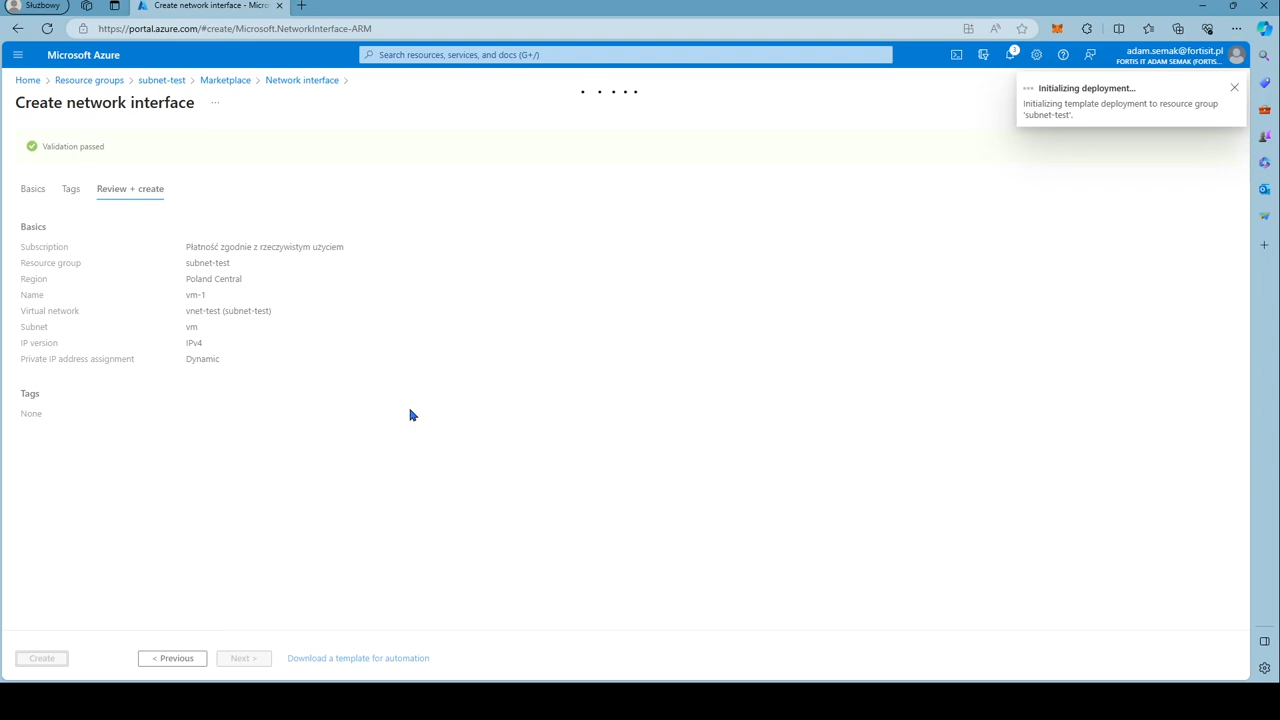 Służbowy
Create network interface - Micro
https://portal.azure.com/#create/Microsoft.NetworkInterface-ARM
Microsoft Azure
Search resources, services, and docs (G+/)
3
adam.semak@fortisit.pl
FORTIS IT ADAM SEMAK (FORTIS...
Home > Resource groups > subnet-test > Marketplace > Network interface >
Create network interface ...
Initializing deployment...
Initializing template deployment to resource group
'subnet-test'.
Validation passed
Basics Tags Review + create
Basics
Subscription Płatność zgodnie z rzeczywistym użyciem
Resource group subnet-test
Region Poland Central
Name vm-1
Virtual network vnet-test (subnet-test)
Subnet vm
IP version IPv4
Private IP address assignment Dynamic
Tags
None
Create < Previous Next > Download a template for automation